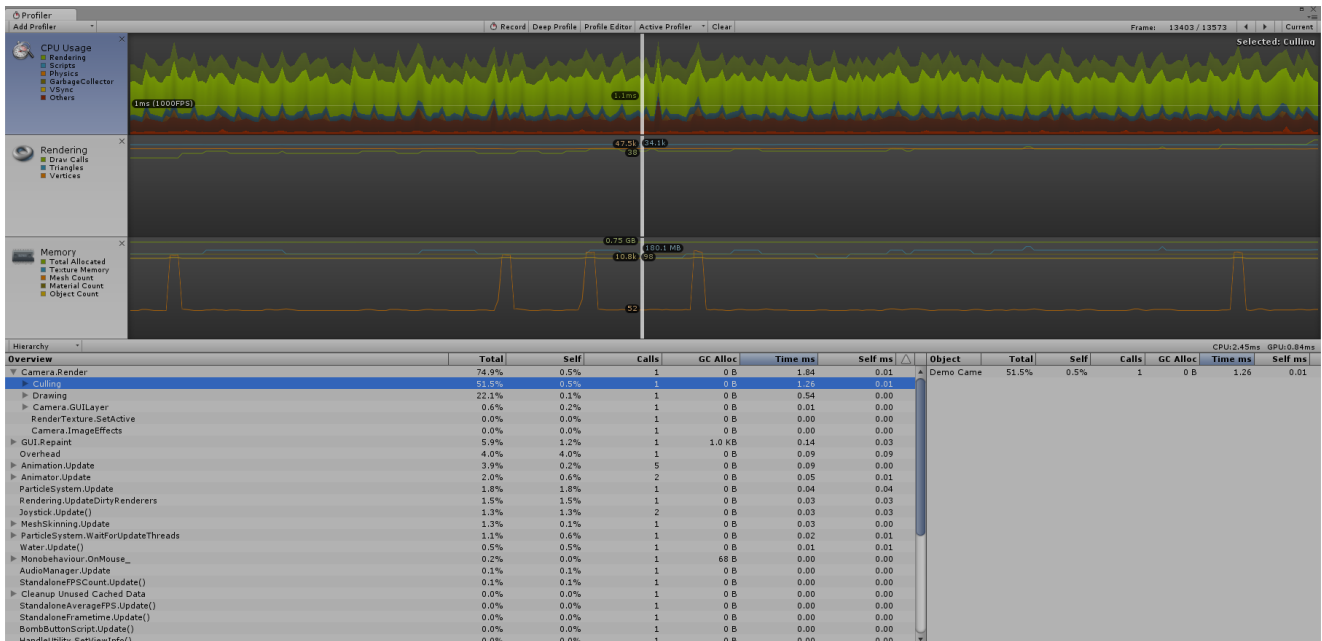 Profiler
Add Profiler Record Deep Profile Profile Editor Active Profiler Clear Frame: 13403 / 13573 Current
CPU Usage
Rendering
Scripts
Physics
GarbageCollector
VSync
Others
Selected: Culling
1.1ms
1ms (1000FPS)
Rendering
Draw Calls
Triangles
Vertices
47.5k 34.1k
38
Memory
Total Allocated
Texture Memory
Mesh Count
Material Count
Object Count
0.75 GB 180.1 MB
10.8k 98
52
Hierarchy CPU:2.45ms GPU:0.84ms
Overview Total Self Calls GC Alloc Time ms Self ms Object Total Self Calls GC Alloc Time ms Self ms
Camera.Render 74.9% 0.5% 1 0 B 1.84 0.01 Demo Came 51.5% 0.5% 1 0 B 1.26 0.01
Culling 51.5% 0.5% 1 0 B 1.26 0.01
Drawing 22.1% 0.1% 1 0 B 0.54 0.00
Camera.GUILayer 0.6% 0.2% 1 0 B 0.01 0.00
RenderTexture.SetActive 0.0% 0.0% 1 0 B 0.00 0.00
Camera.ImageEffects 0.0% 0.0% 1 0 B 0.00 0.00
GUI.Repaint 5.9% 1.2% 1 1.0 KB 0.14 0.03
Overhead 4.0% 4.0% 1 0 B 0.09 0.09
Animation.Update 3.9% 0.2% 5 0 B 0.09 0.00
Animator.Update 2.0% 0.6% 2 0 B 0.05 0.01
ParticleSystem.Update 1.8% 1.8% 1 0 B 0.04 0.04
Rendering.UpdateDirtyRenderers 1.5% 1.5% 1 0 B 0.03 0.03
Joystick.Update() 1.3% 1.3% 2 0 B 0.03 0.03
MeshSkinning.Update 1.3% 0.1% 1 0 B 0.03 0.00
ParticleSystem.WaitForUpdateThreads 1.1% 0.6% 1 0 B 0.02 0.01
Water.Update() 0.5% 0.5% 1 0 B 0.01 0.01
Monobehaviour.OnMouse_ 0.2% 0.0% 1 68 B 0.00 0.00
AudioManager.Update 0.1% 0.1% 1 0 B 0.00 0.00
StandaloneFPSCount.Update() 0.1% 0.1% 1 0 B 0.00 0.00
Cleanup Unused Cached Data 0.0% 0.0% 1 0 B 0.00 0.00
StandaloneAverageFPS.Update() 0.0% 0.0% 1 0 B 0.00 0.00
StandaloneFrametime.Update() 0.0% 0.0% 1 0 B 0.00 0.00
BombButtonScript.Update() 0.0% 0.0% 1 0 B 0.00 0.00
HandleUtility.SetViewInfo() 0.0% 0.0% 1 0 B 0.00 0.00